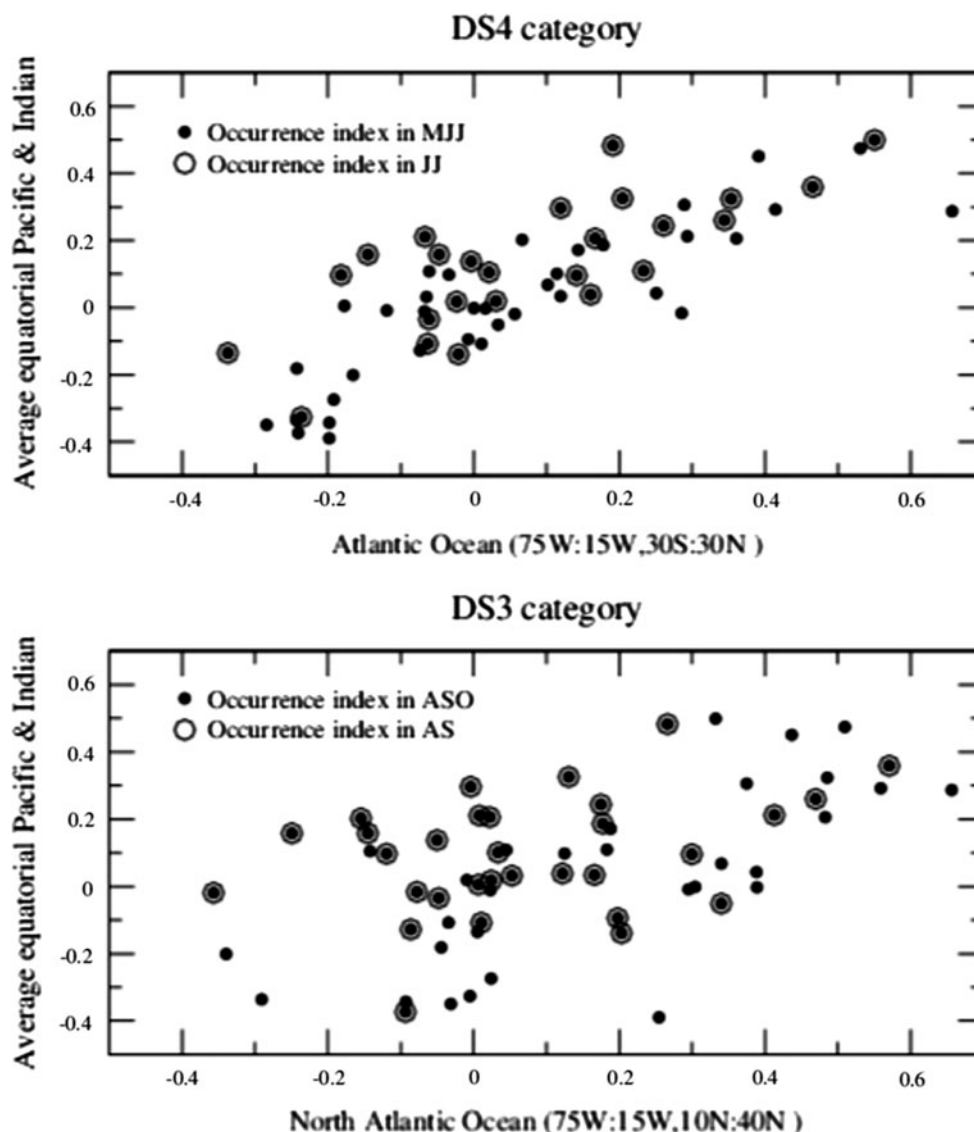 DS4 category
Average equatorial Pacific & Indian
0.6
0.4
0.2
0
-0.2
-0.4
Occurrence index in MJJ
Occurrence index in JJ
-0.4 -0.2 0 0.2 0.4 0.6
Atlantic Ocean (75W:15W,30S:30N )
DS3 category
Average equatorial Pacific & Indian
0.6
0.4
0.2
0
-0.2
-0.4
Occurrence index in ASO
Occurrence index in AS
-0.4 -0.2 0 0.2 0.4 0.6
North Atlantic Ocean (75W:15W,10N:40N )